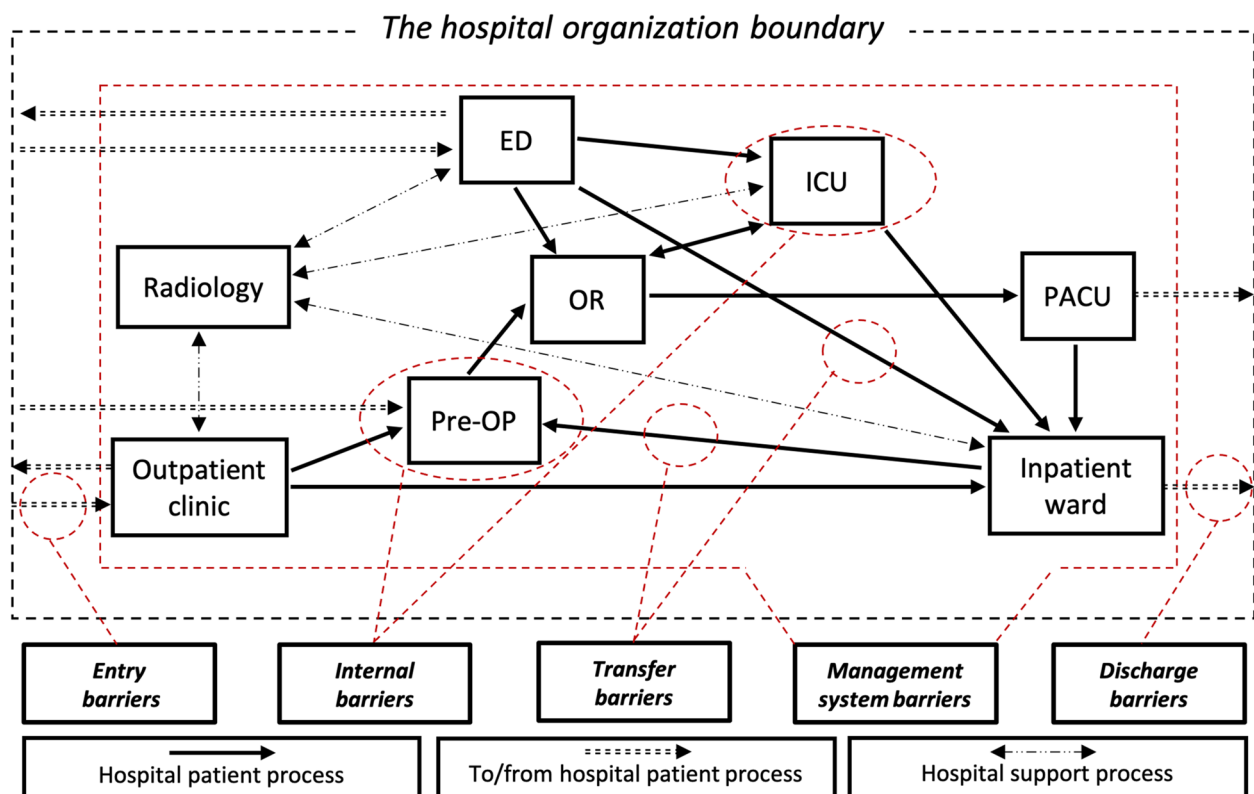 The hospital organization boundary
ED
ICU
Radiology
OR
PACU
Pre-OP
Outpatient
clinic
Inpatient
ward
Entry
barriers
Internal
barriers
Transfer
barriers
Management
system barriers
Discharge
barriers
Hospital patient process
To/from hospital patient process
Hospital support process